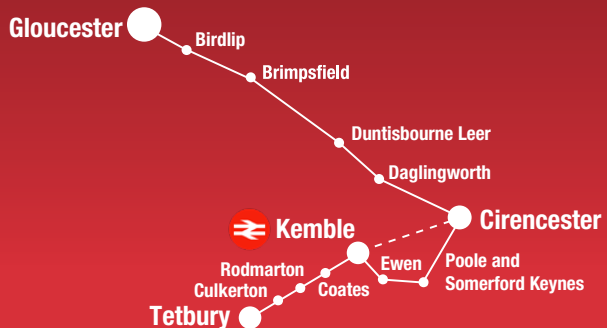 Gloucester
Birdlip
Brimpsfield
Duntisbourne Leer
Daglingworth
Cirencester
Kemble
Ewen
Poole and
Somerford Keynes
Rodmarton
Coates
Culkerton
Tetbury